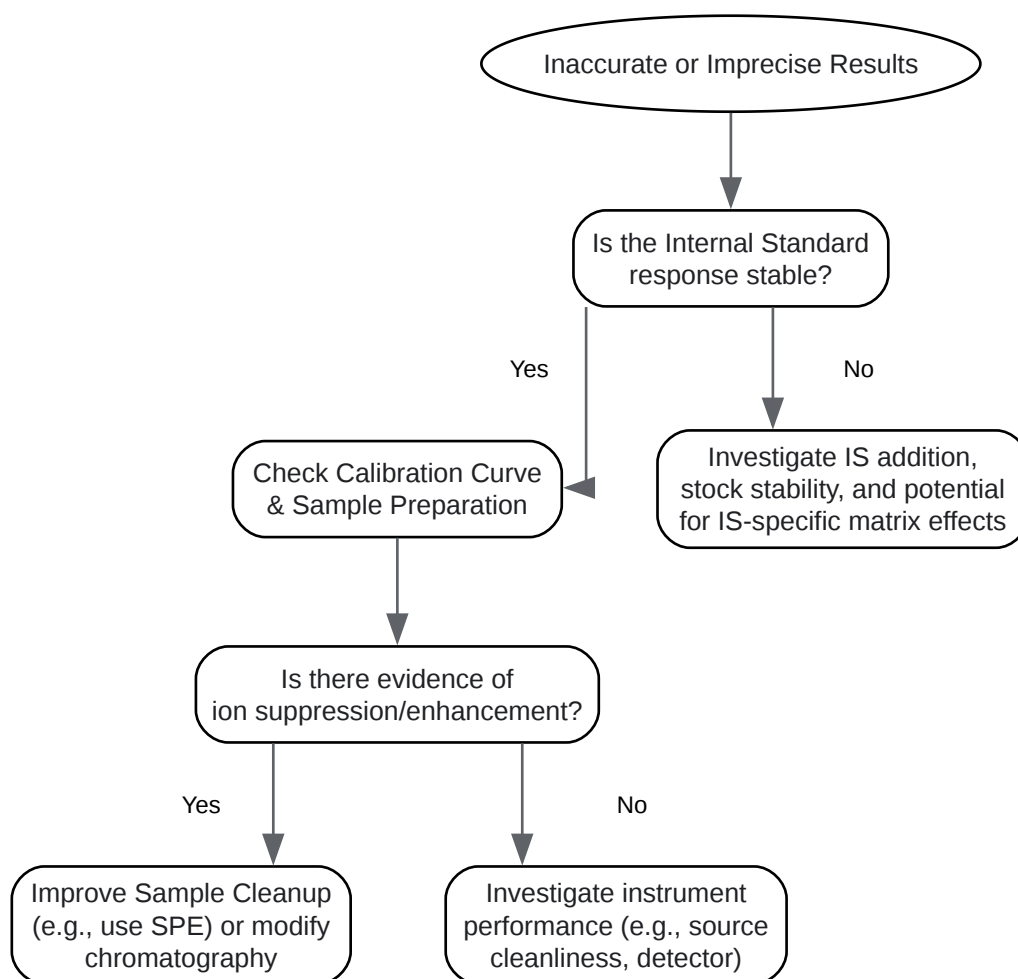 Inaccurate or Imprecise Results
Is the Internal Standard
response stable?
Yes
No
Check Calibration Curve
& Sample Preparation
Investigate IS addition,
stock stability, and potential
for IS-specific matrix effects
Is there evidence of
ion suppression/enhancement?
Yes
No
Improve Sample Cleanup
(e.g., use SPE) or modify
chromatography
Investigate instrument
performance (e.g., source
cleanliness, detector)